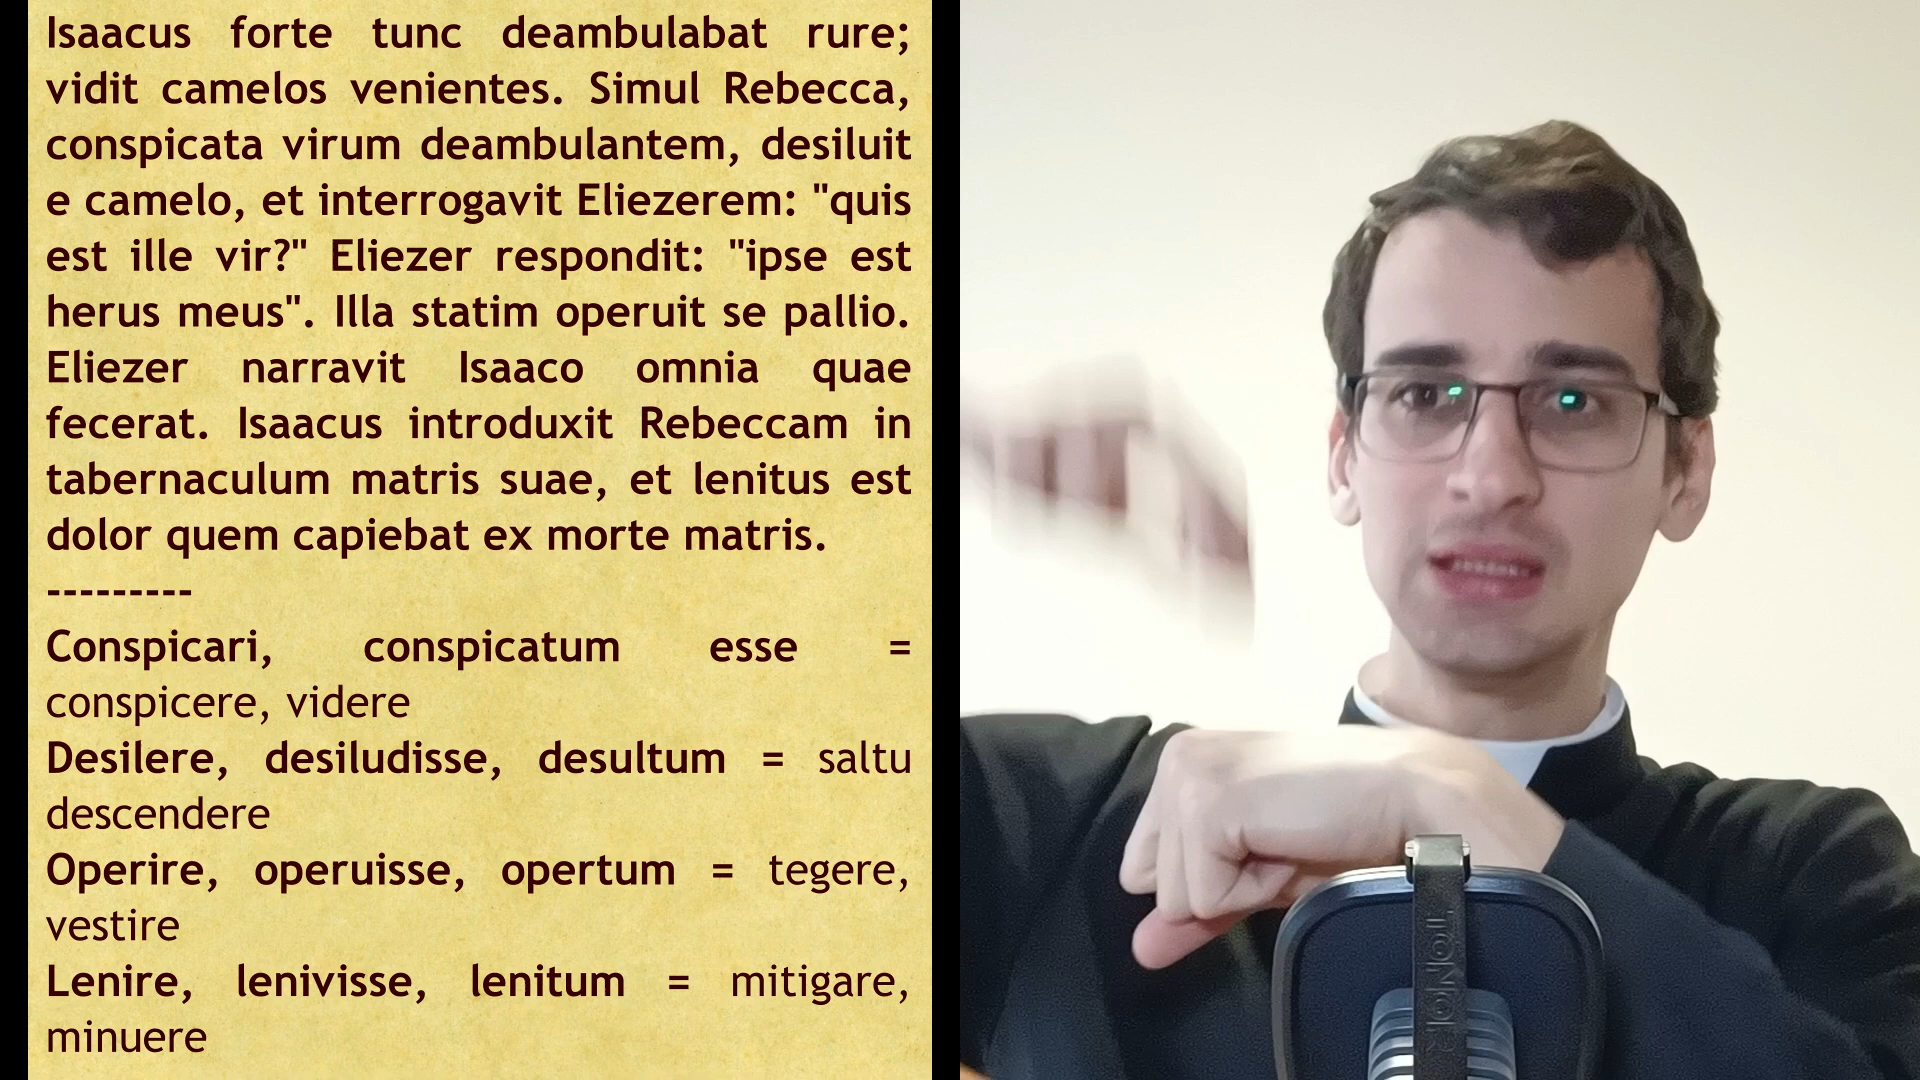 Isaacus forte tunc deambulabat rure;
vidit camelos venientes. Simul Rebecca,
conspicata virum deambulantem, desiluit
e camelo, et interrogavit Eliezerem: "quis
est ille vir?" Eliezer respondit: "ipse est
herus meus". Illa statim operuit se pallio.
Eliezer narravit Isaaco omnia quae
fecerat. Isaacus introduxit Rebeccam in
tabernaculum matris suae, et lenitus est
dolor quem capiebat ex morte matris.
---------
Conspicari, conspicatum esse =
conspicere, videre
Desilere, desiludisse, desultum = saltu
descendere
Operire, operuisse, opertum = tegere,
vestire
Lenire, lenivisse, lenitum = mitigare,
minuere
TONOR